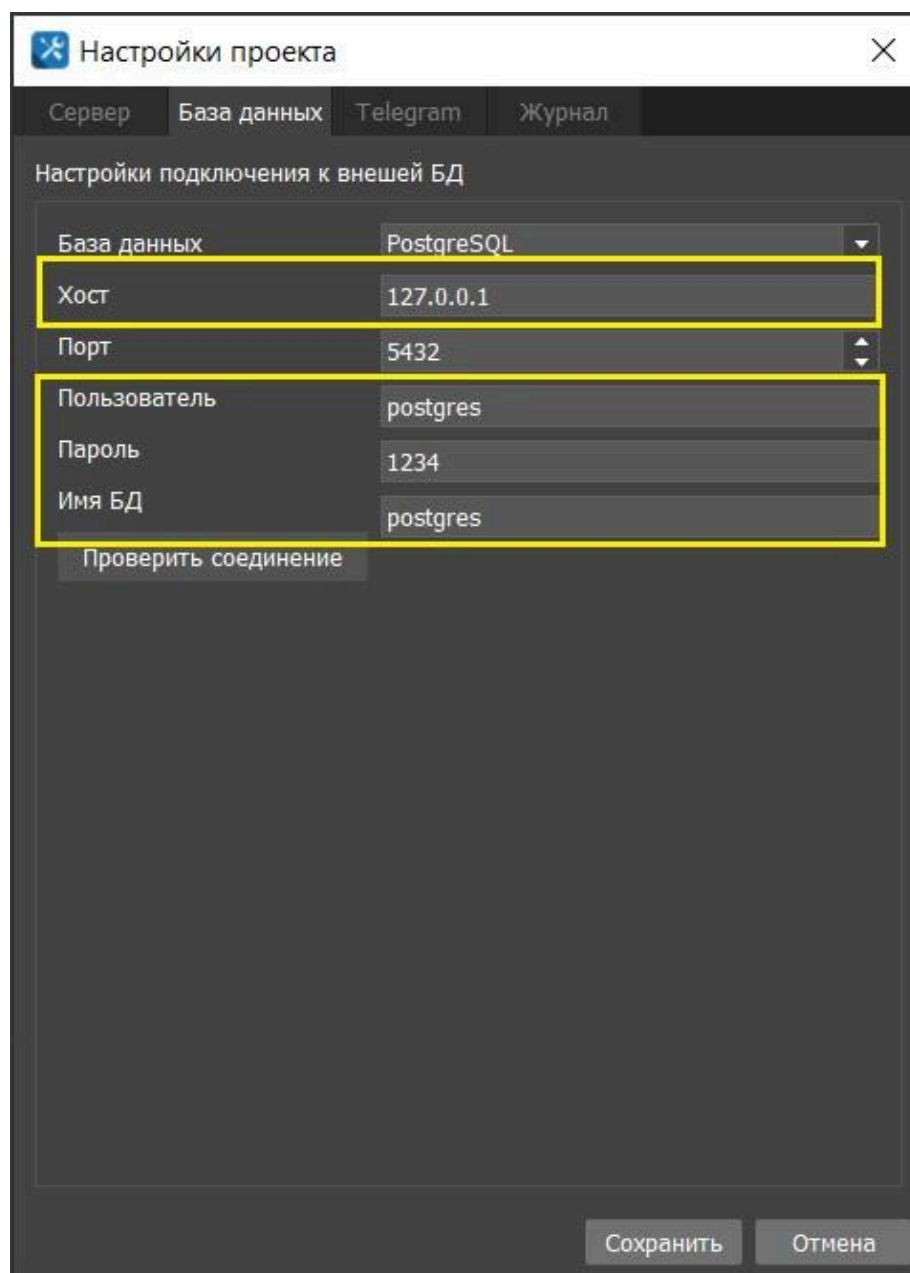 Настройки проекта
Сервер База данных Telegram Журнал
Настройки подключения к внешей БД
База данных PostgreSQL
Хост 127.0.0.1
Порт 5432
Пользователь postgres
Пароль 1234
Имя БД postgres
Проверить соединение
Сохранить Отмена